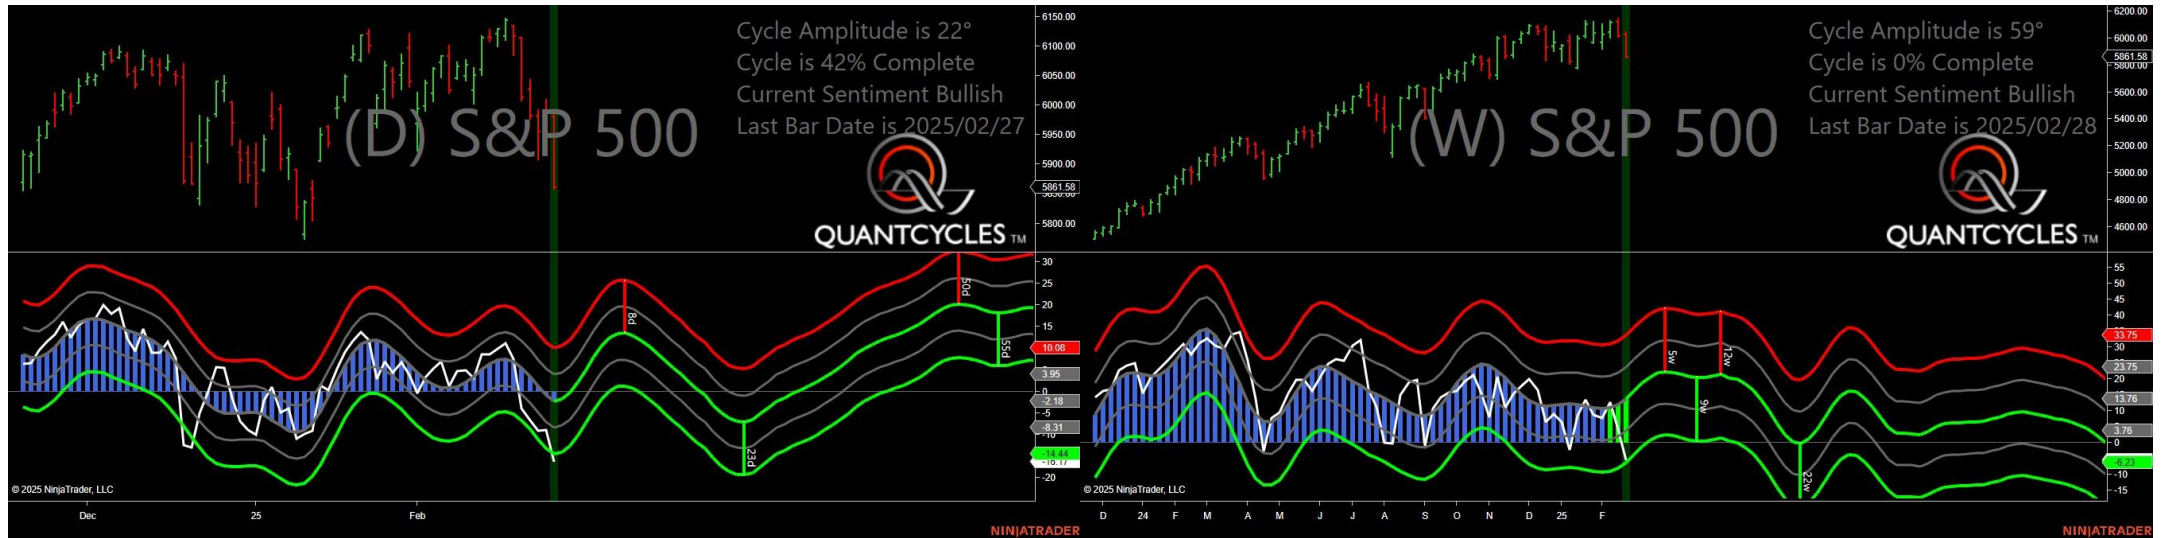 Cycle Amplitude is 22°
Cycle is 42% Complete
Current Sentiment Bullish
Last Bar Date is 2025/02/27
(D) S&P 500
QUANTCYCLES TM
6150.00
6100.00
6050.00
6000.00
5950.00
5900.00
5861.58
5800.00
30
25
20
15
10.08
3.95
0
-2.18
-5
-8.31
-10
-14.44
-16.17
-20
8d
23d
50d
55d
© 2025 NinjaTrader, LLC
Dec
25
Feb
NINJATRADER
Cycle Amplitude is 59°
Cycle is 0% Complete
Current Sentiment Bullish
Last Bar Date is 2025/02/28
(W) S&P 500
QUANTCYCLES TM
6200.00
6000.00
5861.58
5800.00
5600.00
5400.00
5200.00
5000.00
4800.00
4600.00
55
50
45
40
33.75
30
23.75
20
13.76
10
3.76
0
-6.23
-10
-15
5w
12w
9w
22w
© 2025 NinjaTrader, LLC
D 24 F M A M J J A S O N D 25 F
NINJATRADER